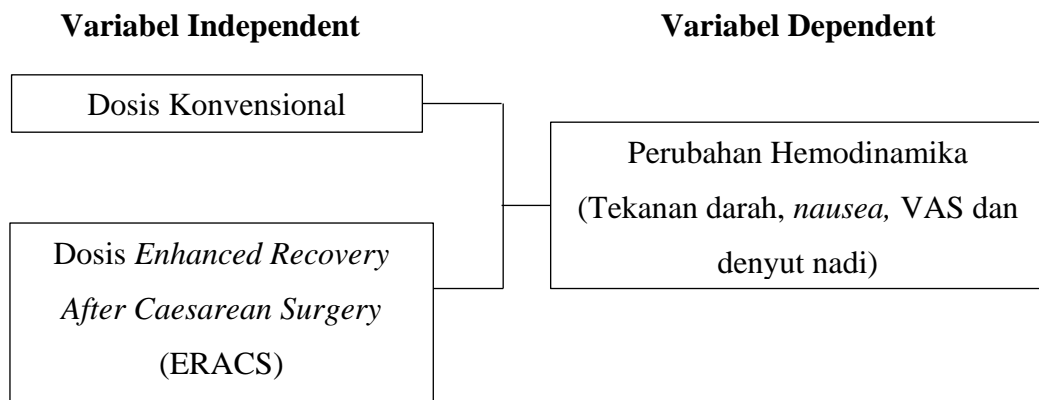 Variabel Independent
Variabel Dependent
Dosis Konvensional
Dosis Enhanced Recovery
After Caesarean Surgery
(ERACS)
Perubahan Hemodinamika
(Tekanan darah, nausea, VAS dan
denyut nadi)